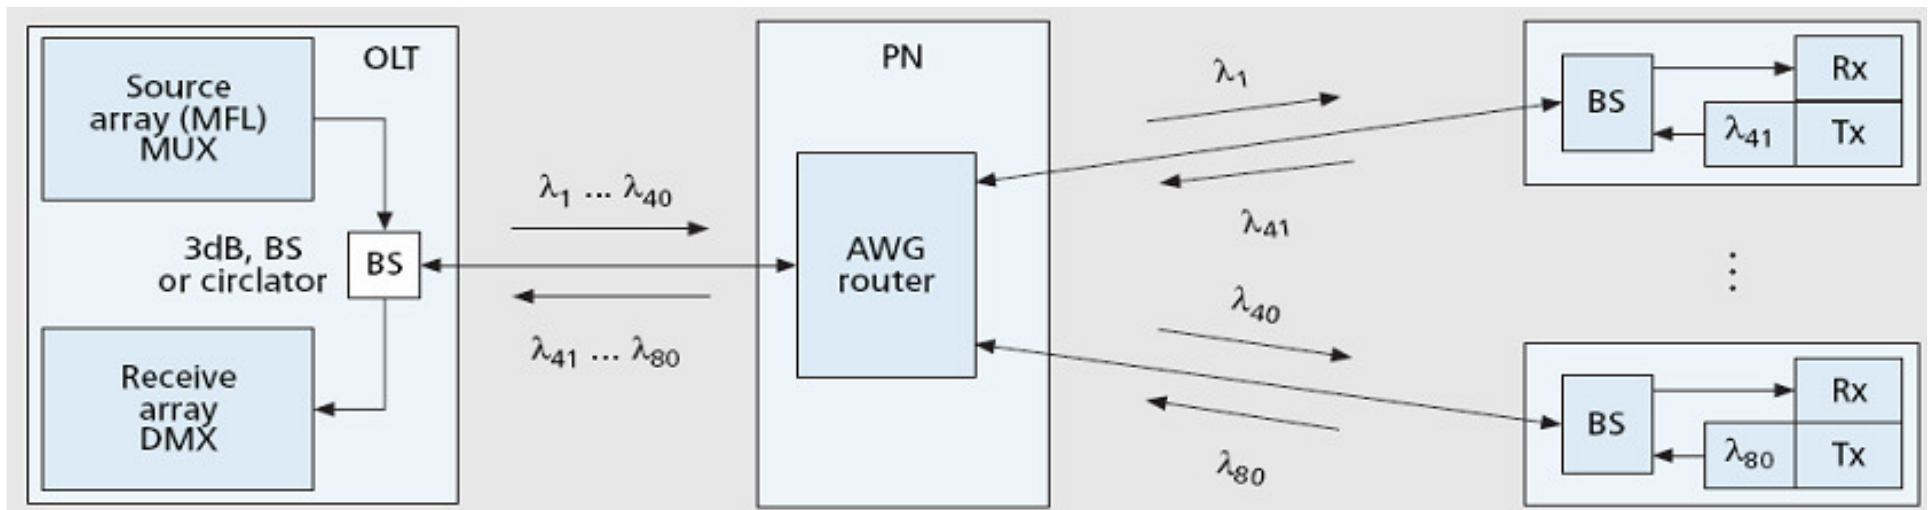 OLT
Source
array (MFL)
MUX
3dB, BS
or circlator
BS
Receive
array
DMX
λ1 ... λ40
λ41 ... λ80
PN
AWG
router
λ1
λ41
λ40
λ80
BS
Rx
λ41 Tx
⋮
BS
Rx
λ80 Tx